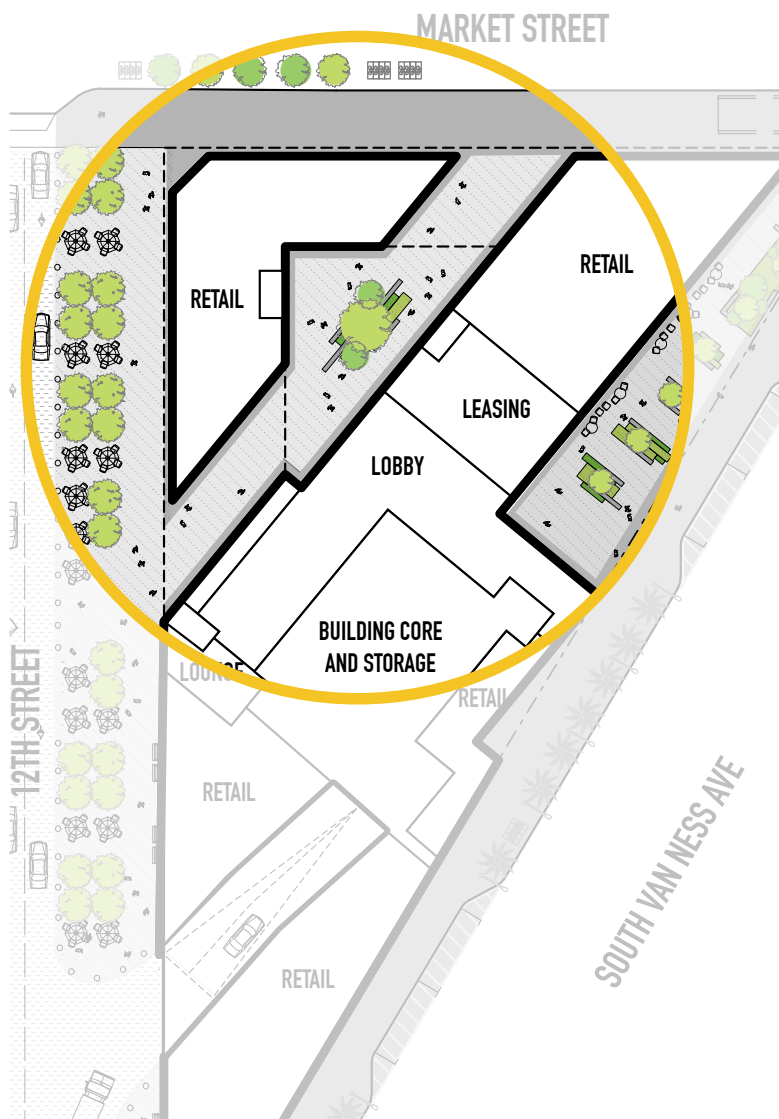 MARKET STREET
RETAIL
RETAIL
LEASING
LOBBY
BUILDING CORE
AND STORAGE
LOUNGE
RETAIL
12TH STREET
RETAIL
SOUTH VAN NESS AVE
RETAIL